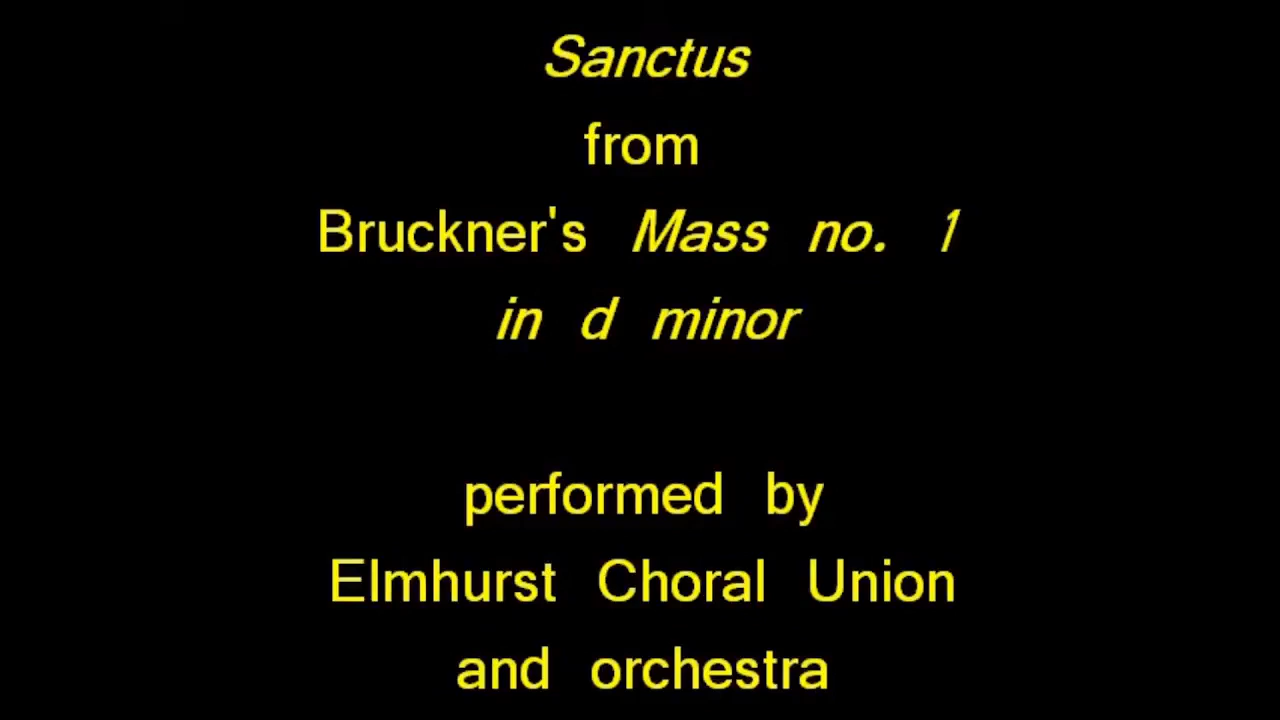 Sanctus
from
Bruckner's Mass no. 1
in d minor
performed by
Elmhurst Choral Union
and orchestra